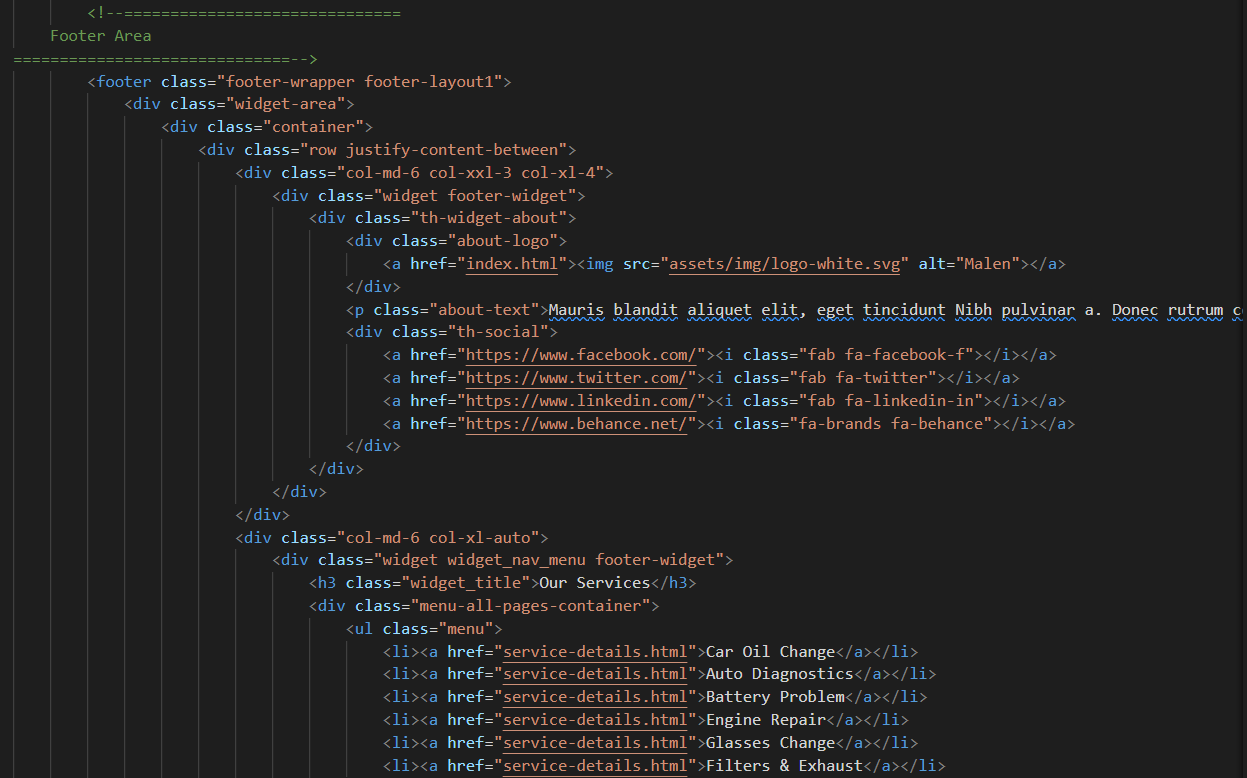 <!--==============================
Footer Area
==============================-->
<footer class="footer-wrapper footer-layout1">
<div class="widget-area">
<div class="container">
<div class="row justify-content-between">
<div class="col-md-6 col-xxl-3 col-xl-4">
<div class="widget footer-widget">
<div class="th-widget-about">
<div class="about-logo">
<a href="index.html"><img src="assets/img/logo-white.svg" alt="Malen"></a>
</div>
<p class="about-text">Mauris blandit aliquet elit, eget tincidunt Nibh pulvinar a. Donec rutrum
<div class="th-social">
<a href="https://www.facebook.com/"><i class="fab fa-facebook-f"></i></a>
<a href="https://www.twitter.com/"><i class="fab fa-twitter"></i></a>
<a href="https://www.linkedin.com/"><i class="fab fa-linkedin-in"></i></a>
<a href="https://www.behance.net/"><i class="fa-brands fa-behance"></i></a>
</div>
</div>
</div>
</div>
<div class="col-md-6 col-xl-auto">
<div class="widget widget_nav_menu footer-widget">
<h3 class="widget_title">Our Services</h3>
<div class="menu-all-pages-container">
<ul class="menu">
<li><a href="service-details.html">Car Oil Change</a></li>
<li><a href="service-details.html">Auto Diagnostics</a></li>
<li><a href="service-details.html">Battery Problem</a></li>
<li><a href="service-details.html">Engine Repair</a></li>
<li><a href="service-details.html">Glasses Change</a></li>
<li><a href="service-details.html">Filters & Exhaust</a></li>